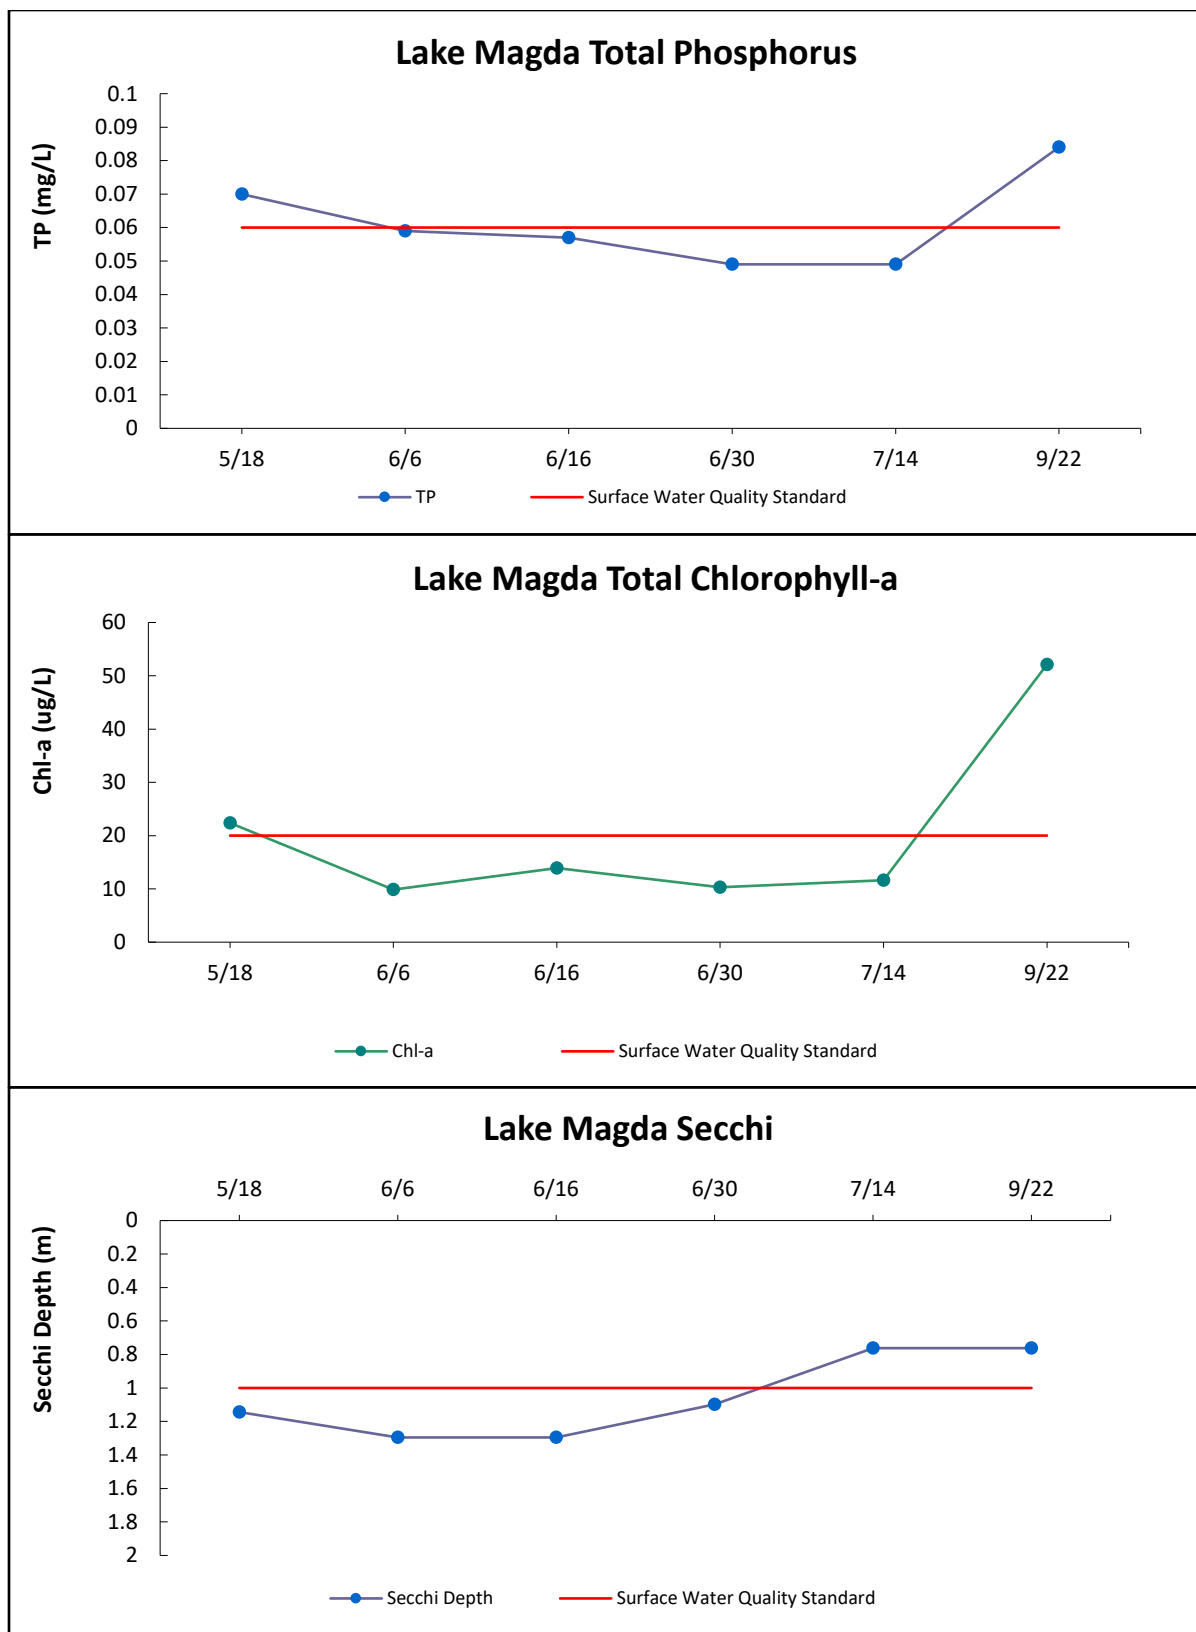 Lake Magda Total Phosphorus
TP (mg/L)
0.1
0.09
0.08
0.07
0.06
0.05
0.04
0.03
0.02
0.01
0
5/18 6/6 6/16 6/30 7/14 9/22
TP Surface Water Quality Standard
Lake Magda Total Chlorophyll-a
Chl-a (ug/L)
60
50
40
30
20
10
0
5/18 6/6 6/16 6/30 7/14 9/22
Chl-a Surface Water Quality Standard
Lake Magda Secchi
5/18 6/6 6/16 6/30 7/14 9/22
Secchi Depth (m)
0
0.2
0.4
0.6
0.8
1
1.2
1.4
1.6
1.8
2
Secchi Depth Surface Water Quality Standard